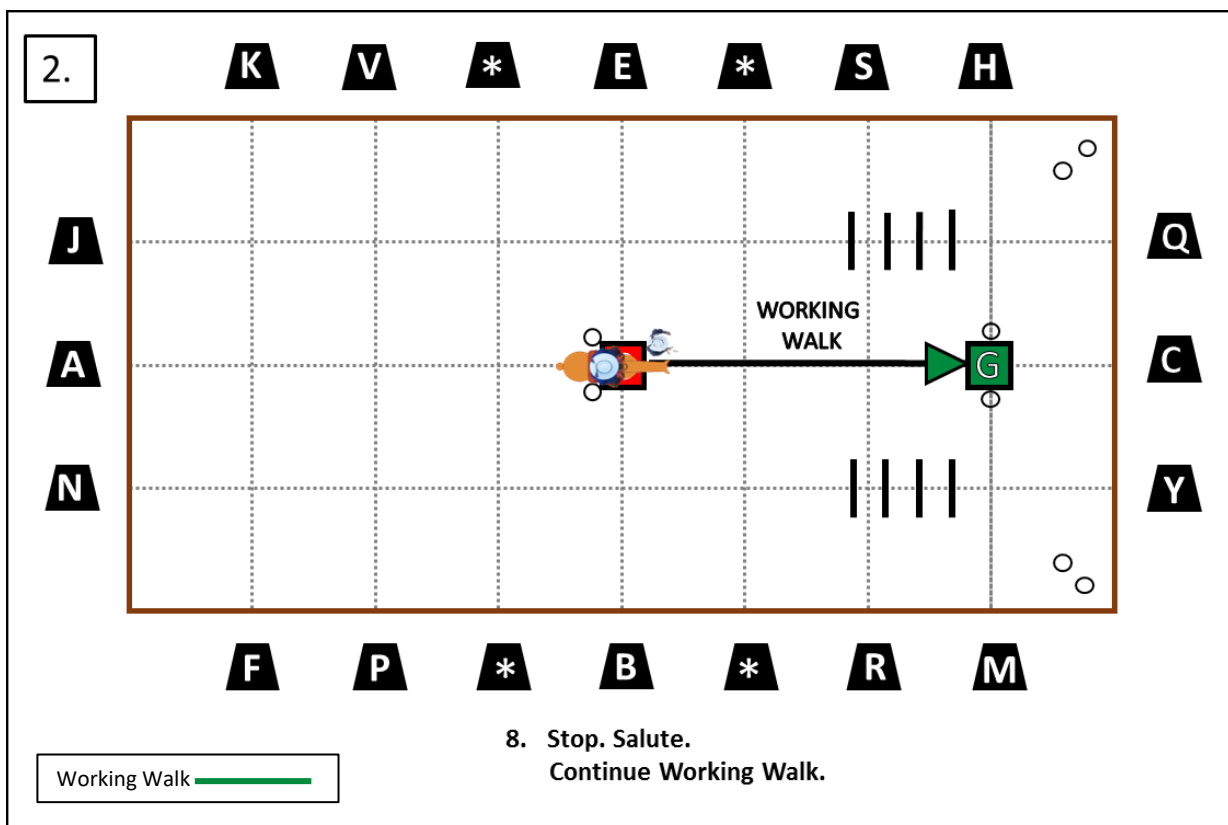 2.
K V * E * S H
J
Q
WORKING
WALK
A
G
C
N
Y
F P * B * R M
8. Stop. Salute.
Continue Working Walk.
Working Walk